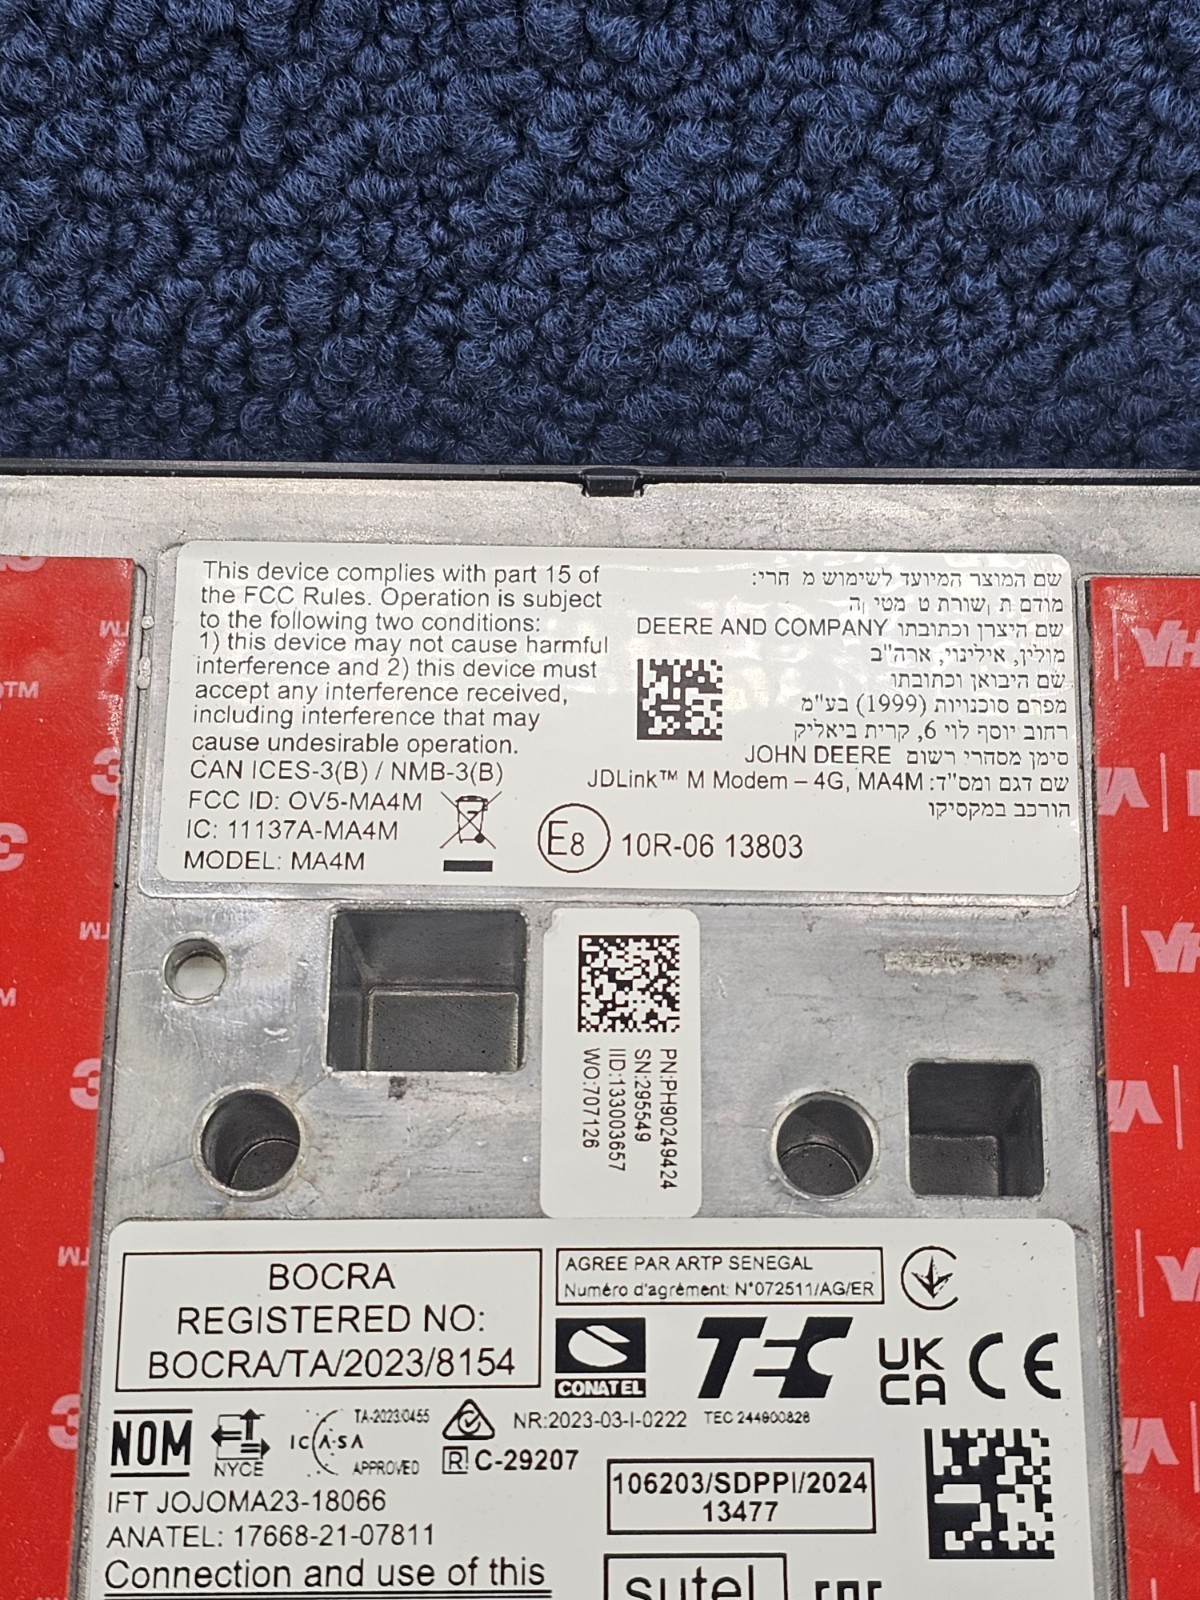 This device complies with part 15 of
the FCC Rules. Operation is subject
to the following two conditions:
1) this device may not cause harmful
interference and 2) this device must
accept any interference received,
including interference that may
cause undesirable operation.
CAN ICES-3(B) / NMB-3(B)
FCC ID: OV5-MA4M
IC: 11137A-MA4M
MODEL: MA4M
שם המוצר המיועד לשימוש
מודם
שם היצרן וכתובתו DEERE AND COMPANY
מולין, אילינוי, ארה"ב
שם היבואן וכתובתו
מפרם סוכנויות (1999) בע"מ
רחוב יוסף לוי 6, קרית ביאליק
סימן מסחרי רשום JOHN DEERE
שם דגם ומס"ד: JDLink™ M Modem – 4G, MA4M
הורכב במקסיקו
E8 10R-06 13803
PN:PH90249424
SN:295549
IID:133003657
WO:707126
BOCRA
REGISTERED NO:
BOCRA/TA/2023/8154
AGREE PAR ARTP SENEGAL
Numéro d'agrément: N°072511/AG/ER
CONATEL
TEC
UK
CA
CE
NOM
NYCE
TA-2023/0455
ICASA
APPROVED
NR:2023-03-I-0222
TEC 244900828
R C-29207
IFT JOJOMA23-18066
ANATEL: 17668-21-07811
106203/SDPPI/2024
13477
Connection and use of this
sutel